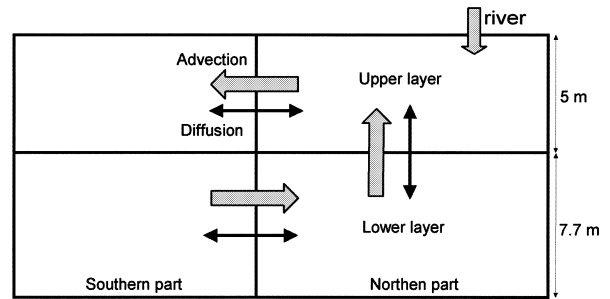 river
Advection
Upper layer
5 m
Diffusion
Lower layer
7.7 m
Southern part
Northen part